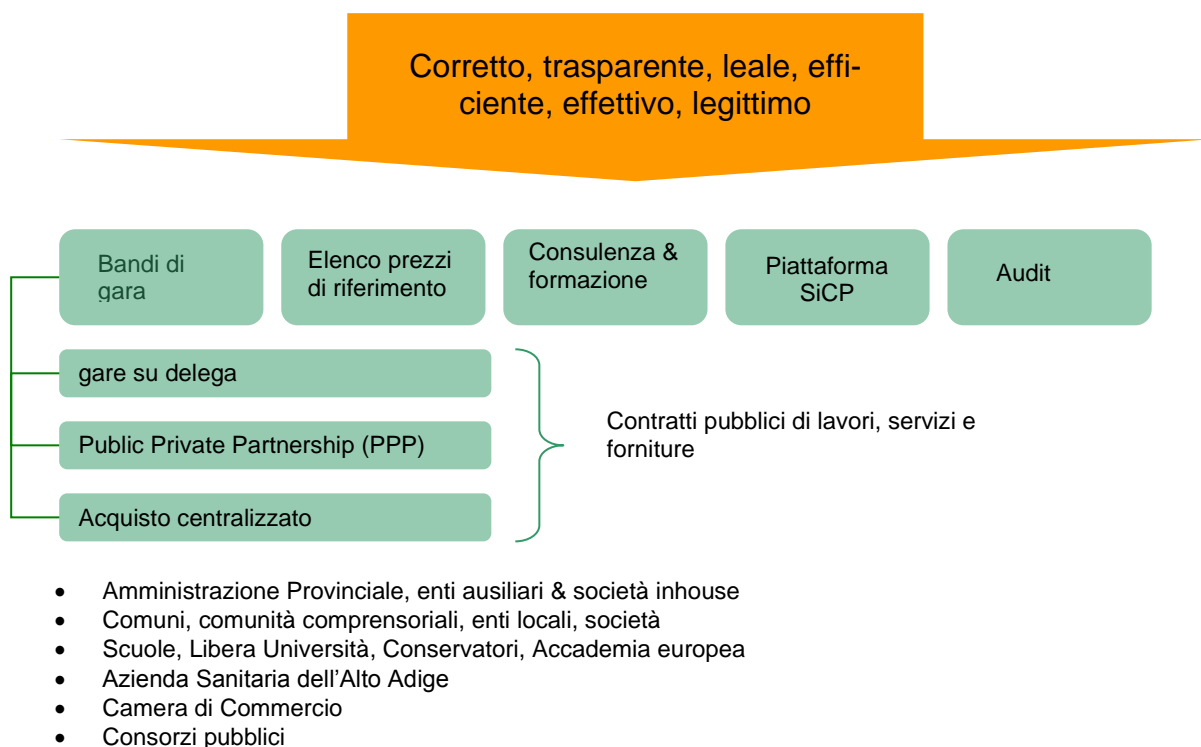 Corretto, trasparente, leale, effi-
ciente, effettivo, legittimo
Bandi di
gara
Elenco prezzi
di riferimento
Consulenza &
formazione
Piattaforma
SiCP
Audit
gare su delega
Public Private Partnership (PPP)
Acquisto centralizzato
Contratti pubblici di lavori, servizi e
forniture
• Amministrazione Provinciale, enti ausiliari & società inhouse
• Comuni, comunità comprensoriali, enti locali, società
• Scuole, Libera Università, Conservatori, Accademia europea
• Azienda Sanitaria dell’Alto Adige
• Camera di Commercio
• Consorzi pubblici